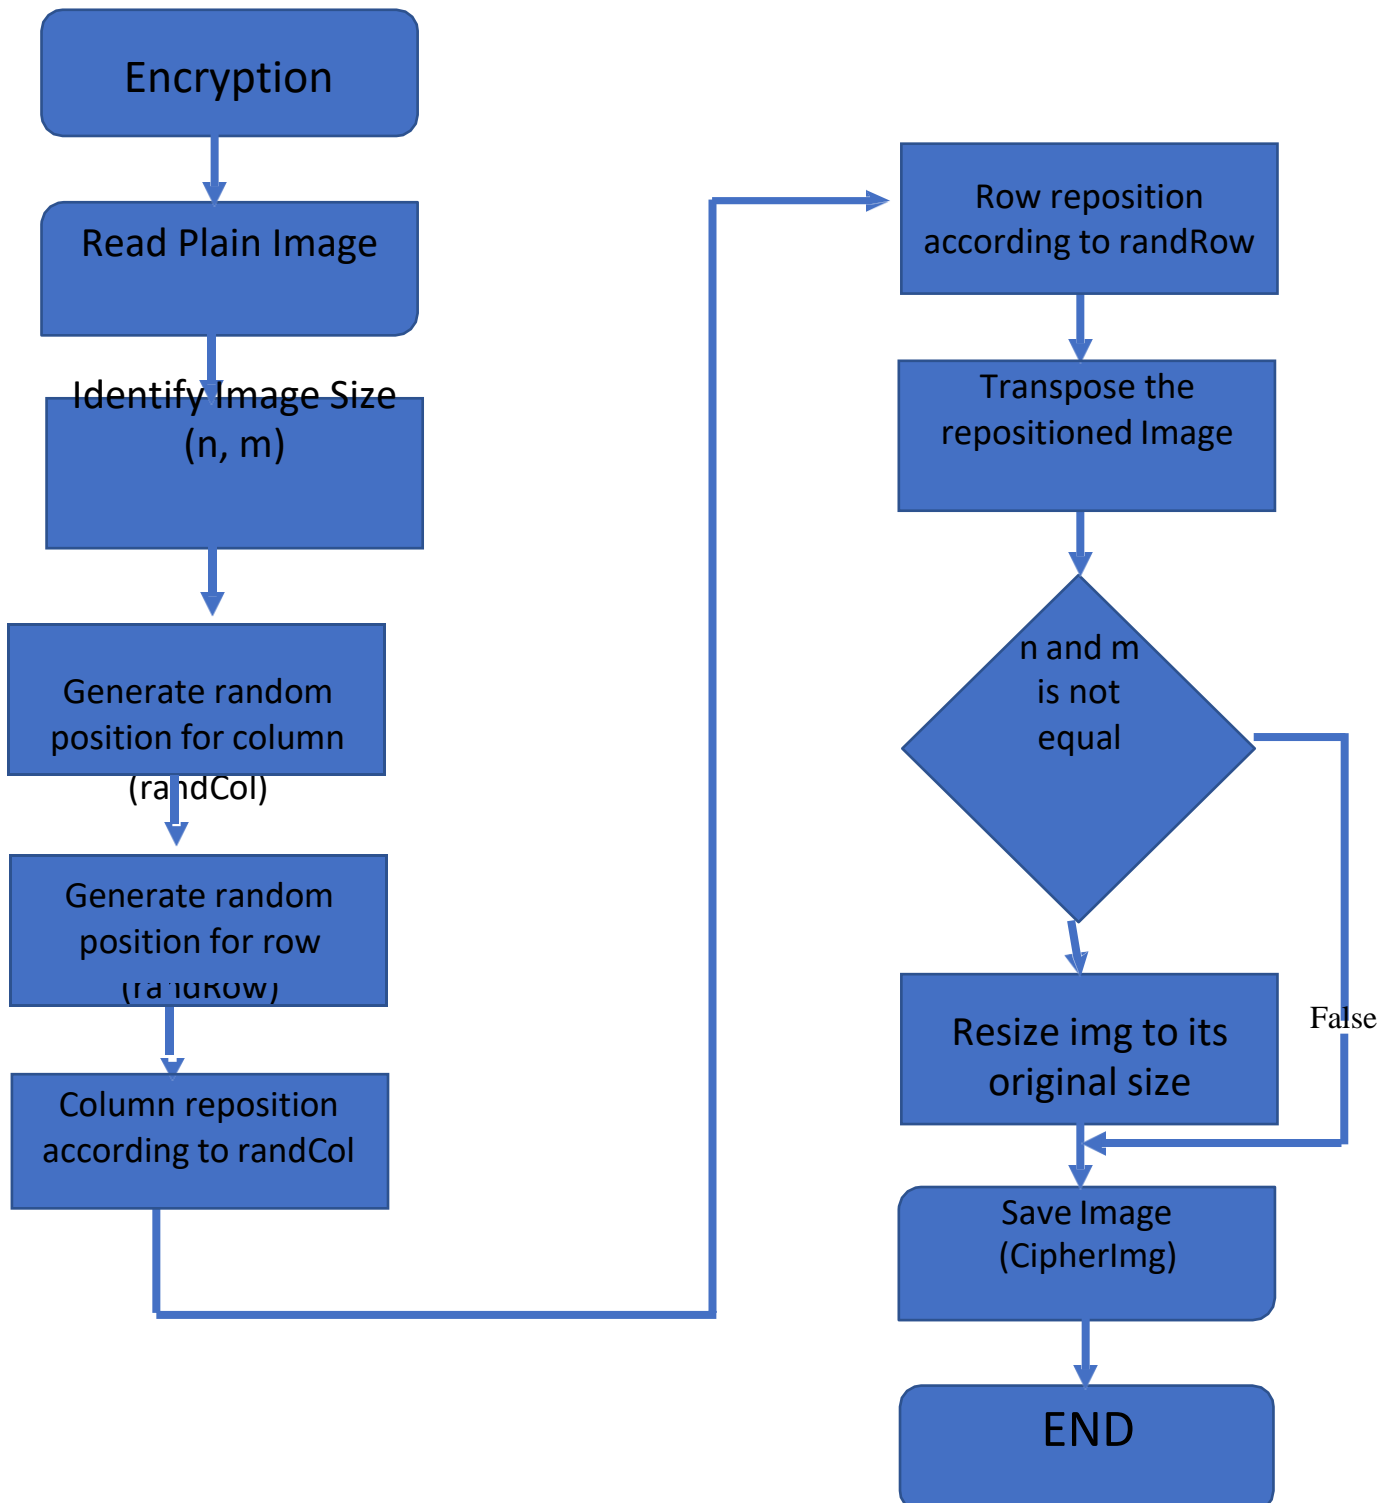 Encryption
Read Plain Image
Identify Image Size
(n, m)
Generate random
position for column
(randCol)
Generate random
position for row
(randRow)
Column reposition
according to randCol
Row reposition
according to randRow
Transpose the
repositioned Image
n and m
is not
equal
Resize img to its
original size
False
Save Image
(CipherImg)
END